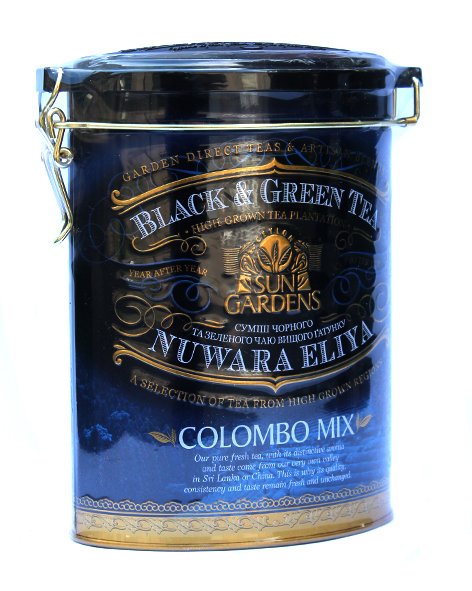 GARDEN DIRECT TEAS &
BLACK & GREEN TEA
HIGH GROWN TEA PLANTATION
YEAR AFTER YEAR
SUN
GARDENS
СУМІШ ЧОРНОГО
ТА ЗЕЛЕНОГО ЧАЮ ВИЩОГО ҐАТУНКУ
NUWARA ELIYA
A SELECTION OF TEA FROM HIGH GROWN REGIONS
COLOMBO MIX
Our pure fresh tea, with its distinctive aroma
and taste come from our very own valley
in Sri Lanka or China. This is why its quality,
consistency and taste remain fresh and unchanged.